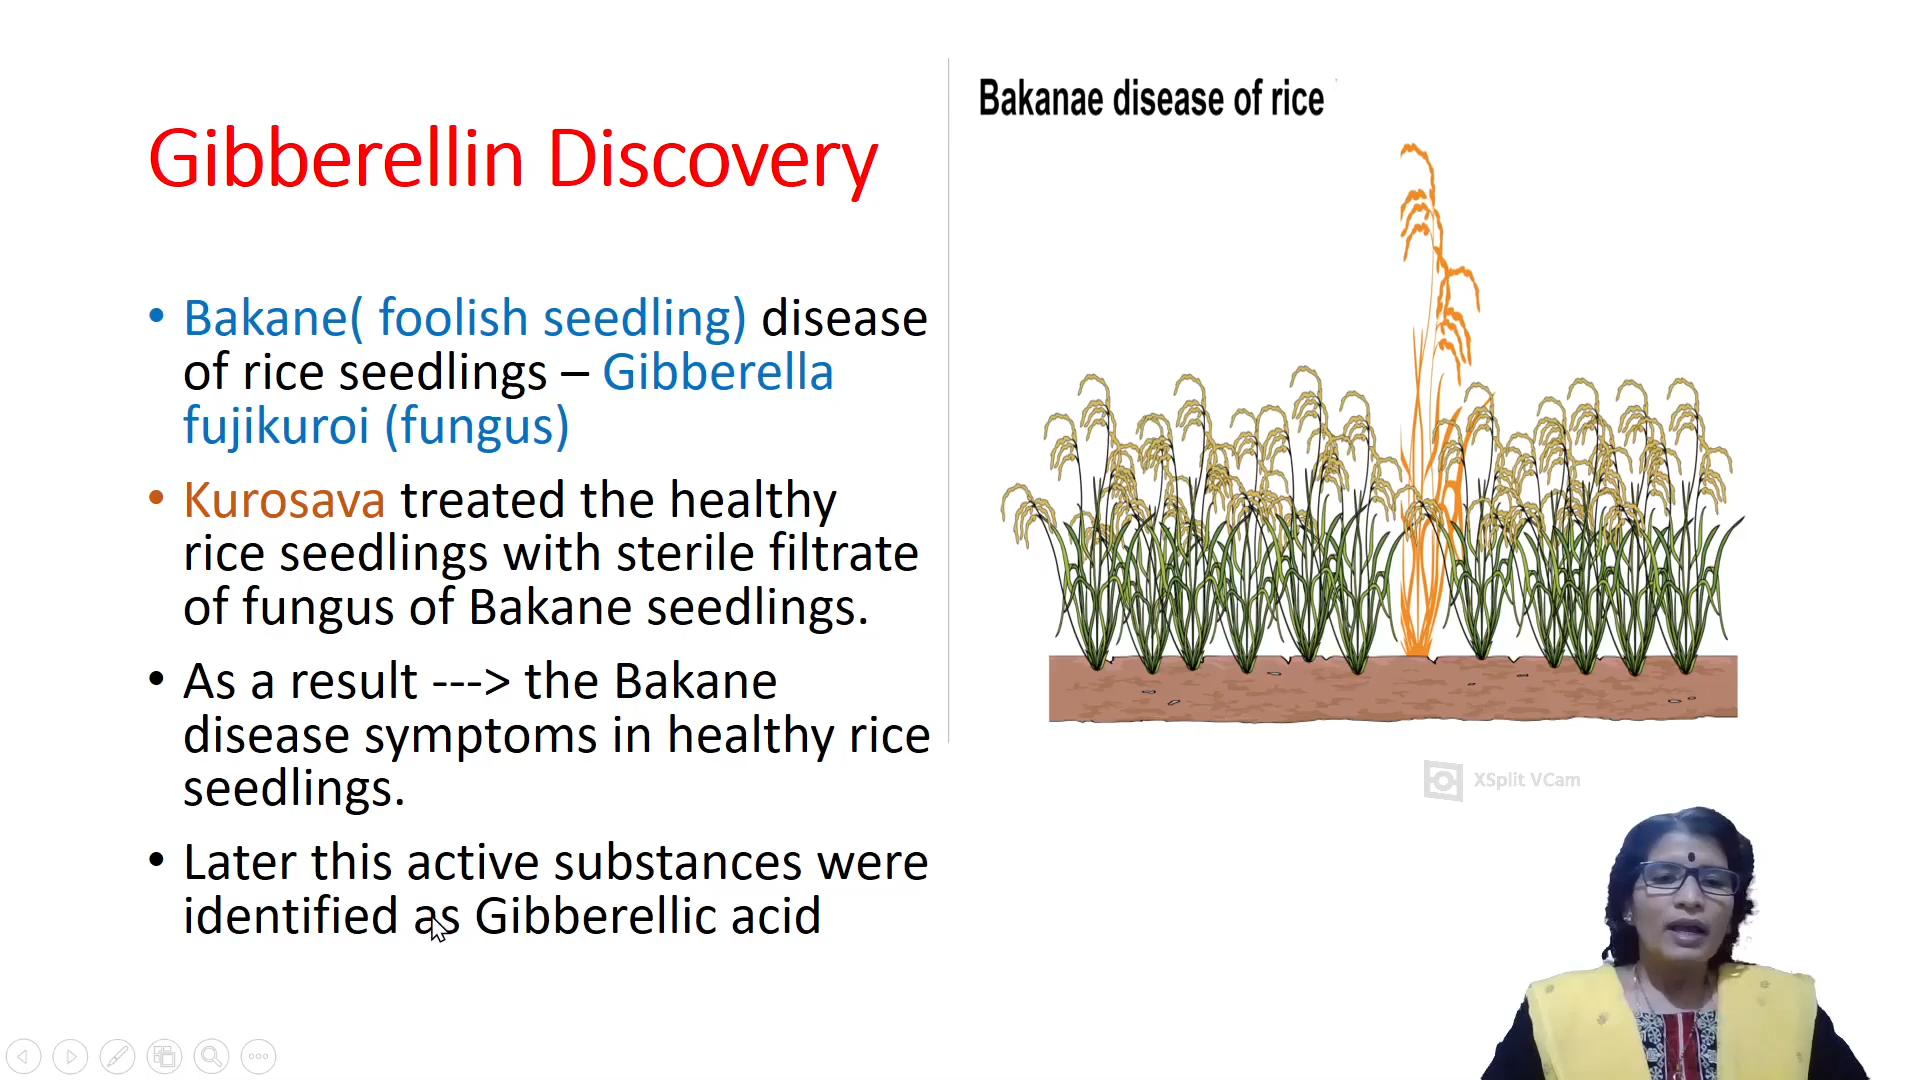 Gibberellin Discovery
• Bakane( foolish seedling) disease
of rice seedlings – Gibberella
fujikuroi (fungus)
• Kurosava treated the healthy
rice seedlings with sterile filtrate
of fungus of Bakane seedlings.
• As a result ---> the Bakane
disease symptoms in healthy rice
seedlings.
• Later this active substances were
identified as Gibberellic acid
Bakanae disease of rice
XSplit VCam